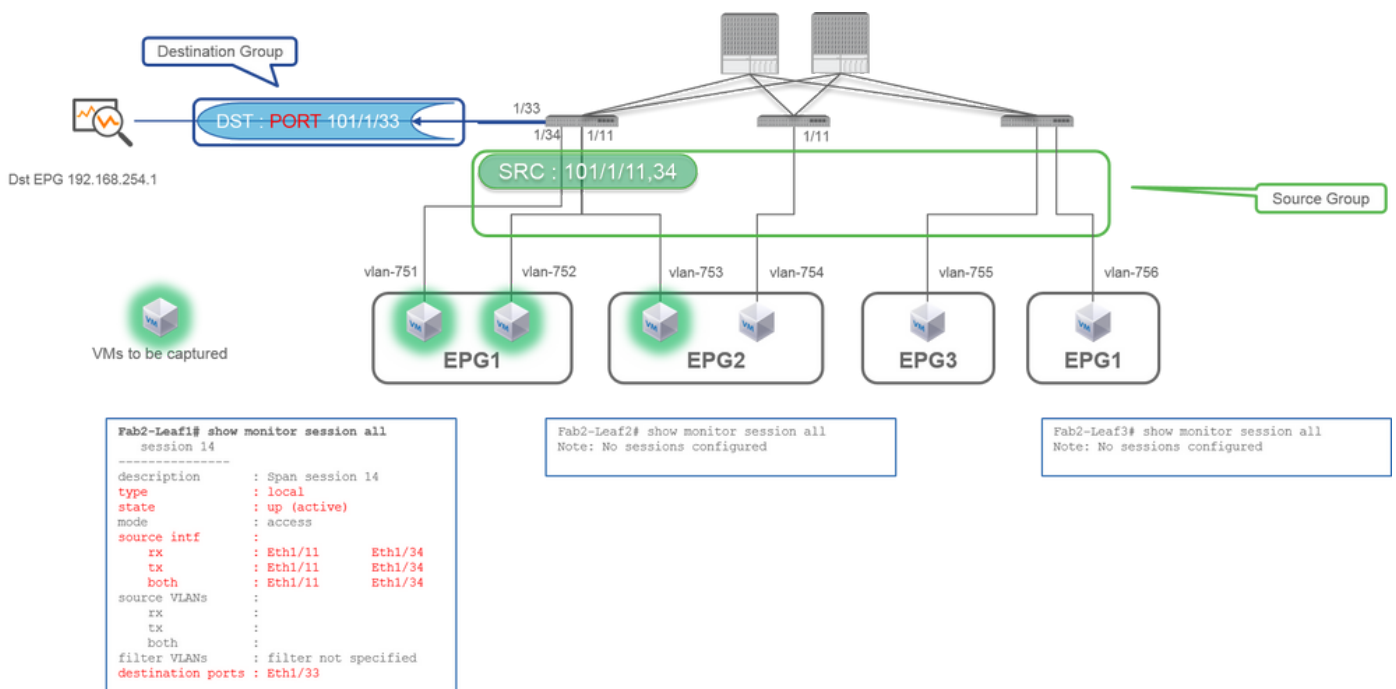 Destination Group
DST : PORT 101/1/33
1/33
1/34
1/11
1/11
Dst EPG 192.168.254.1
SRC : 101/1/11,34
Source Group
vlan-751
vlan-752
vlan-753
vlan-754
vlan-755
vlan-756
VM
VM
VM
VM
VM
VM
VM
VMs to be captured
EPG1
EPG2
EPG3
EPG1
Fab2-Leaf1# show monitor session all
session 14
---------------
description : Span session 14
type : local
state : up (active)
mode : access
source intf :
rx : Eth1/11 Eth1/34
tx : Eth1/11 Eth1/34
both : Eth1/11 Eth1/34
source VLANs :
rx :
tx :
both :
filter VLANs : filter not specified
destination ports : Eth1/33
Fab2-Leaf2# show monitor session all
Note: No sessions configured
Fab2-Leaf3# show monitor session all
Note: No sessions configured